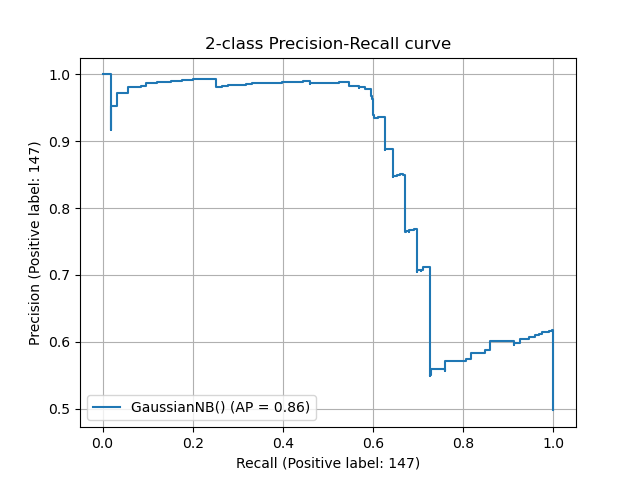 2-class Precision-Recall curve
Precision (Positive label: 147)
1.0
0.9
0.8
0.7
0.6
0.5
GaussianNB() (AP = 0.86)
0.0 0.2 0.4 0.6 0.8 1.0
Recall (Positive label: 147)